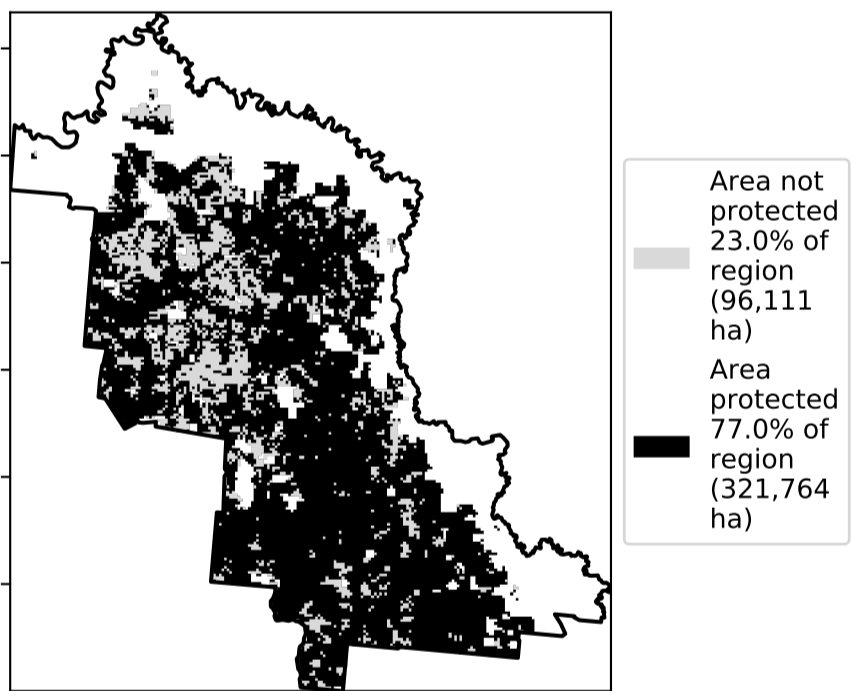 Area not
protected
23.0% of
region
(96,111
ha)
Area
protected
77.0% of
region
(321,764
ha)